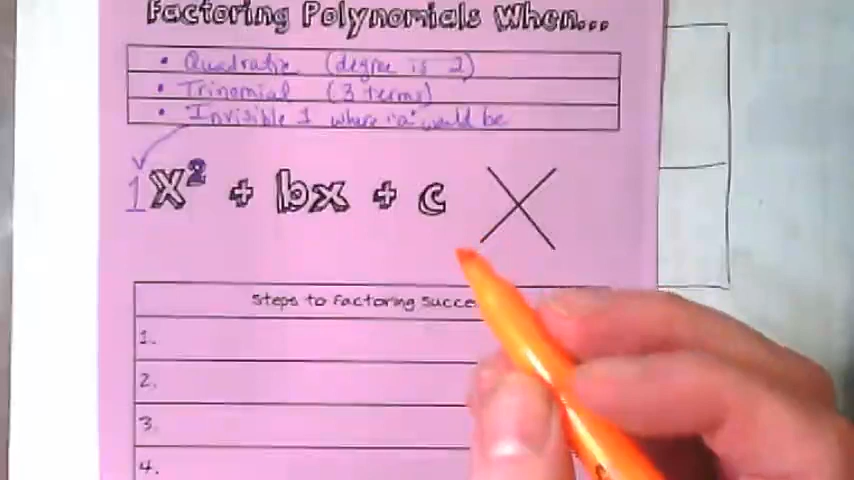 Factoring Polynomials When...
• Quadratic (degree is 2)
• Trinomial (3 terms)
• Invisible 1 where "a" would be
1x² + bx + c
Steps to Factoring
1.
2.
3.
4.